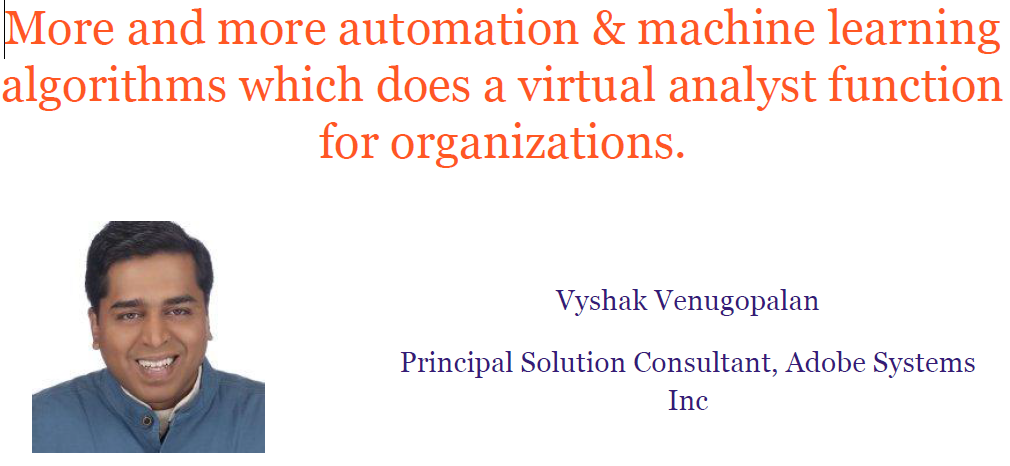 More and more automation & machine learning
algorithms which does a virtual analyst function
for organizations.
Vyshak Venugopalan
Principal Solution Consultant, Adobe Systems
Inc